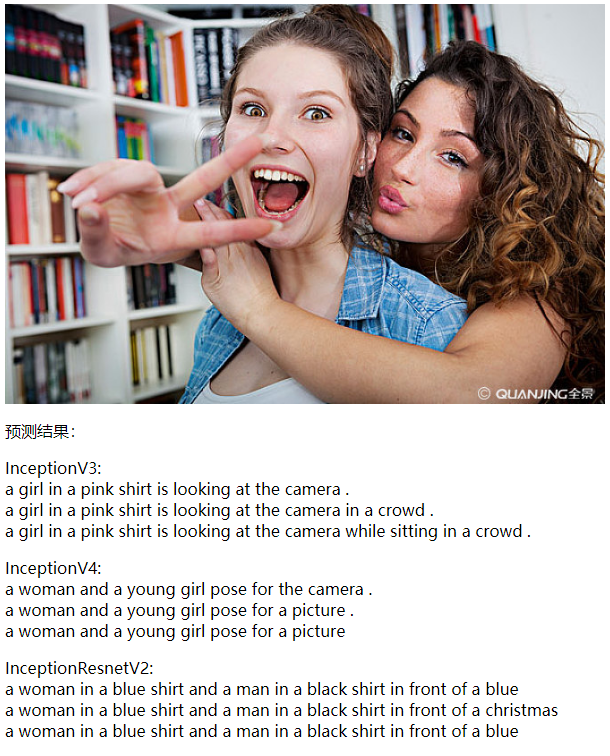 © QUANJING全景
预测结果：
InceptionV3:
a girl in a pink shirt is looking at the camera .
a girl in a pink shirt is looking at the camera in a crowd .
a girl in a pink shirt is looking at the camera while sitting in a crowd .
InceptionV4:
a woman and a young girl pose for the camera .
a woman and a young girl pose for a picture .
a woman and a young girl pose for a picture
InceptionResnetV2:
a woman in a blue shirt and a man in a black shirt in front of a blue
a woman in a blue shirt and a man in a black shirt in front of a christmas
a woman in a blue shirt and a man in a black shirt in front of a blue